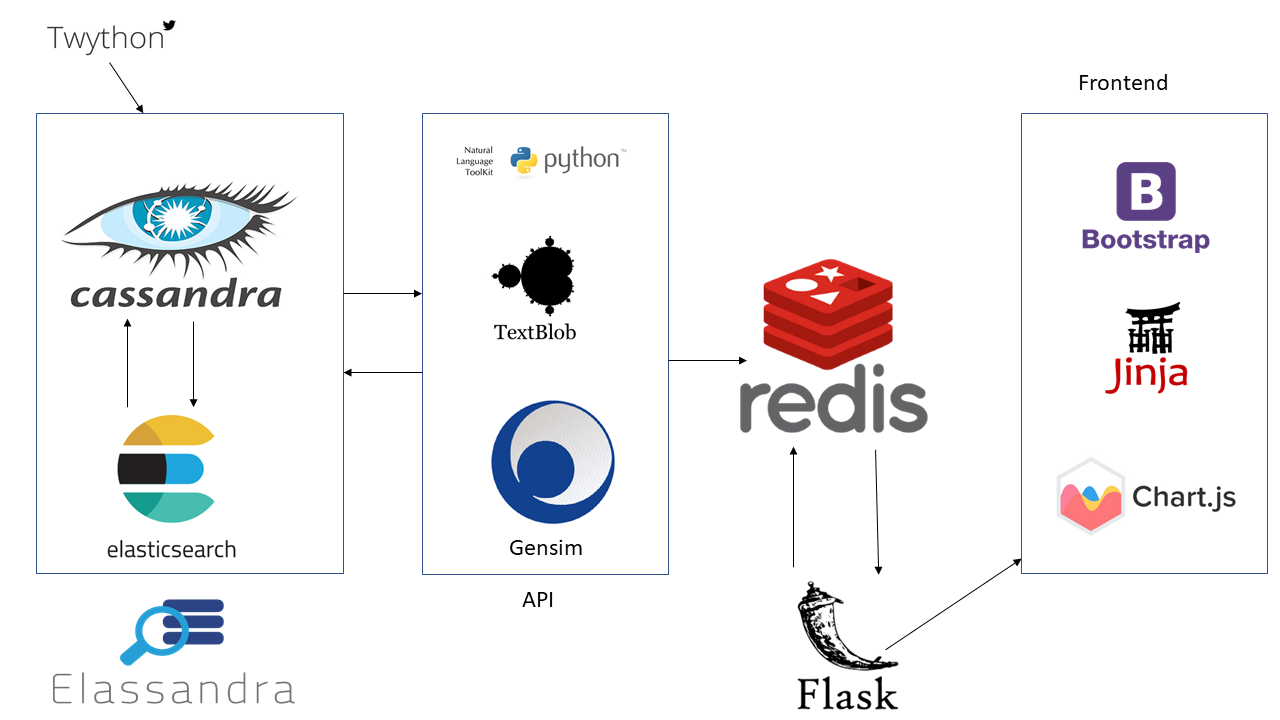 Twython
Frontend
cassandra
elasticsearch
Elassandra
Natural
Language
ToolKit
python™
TextBlob
Gensim
API
redis
Flask
B
Bootstrap
Jinja
Chart.js